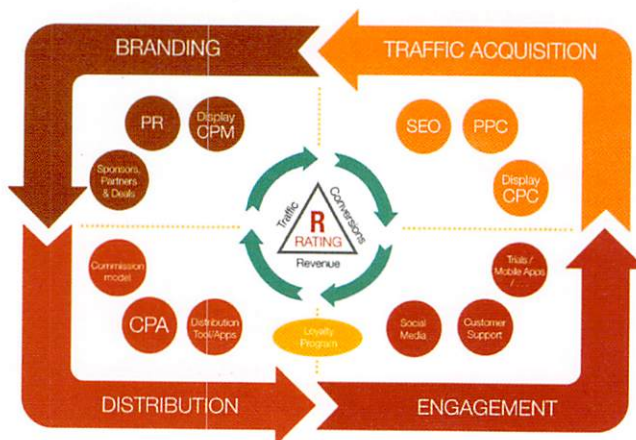 BRANDING
TRAFFIC ACQUISITION
PR
Display
CPM
Sponsors,
Partners
& Deals
SEO
PPC
Display
CPC
Traffic
Conversions
R
RATING
Revenue
Commission
model
CPA
Distribution
Tool/Apps
Loyalty
Program
Social
Media
Customer
Support
Trials /
Mobile Apps
/ . . .
DISTRIBUTION
ENGAGEMENT